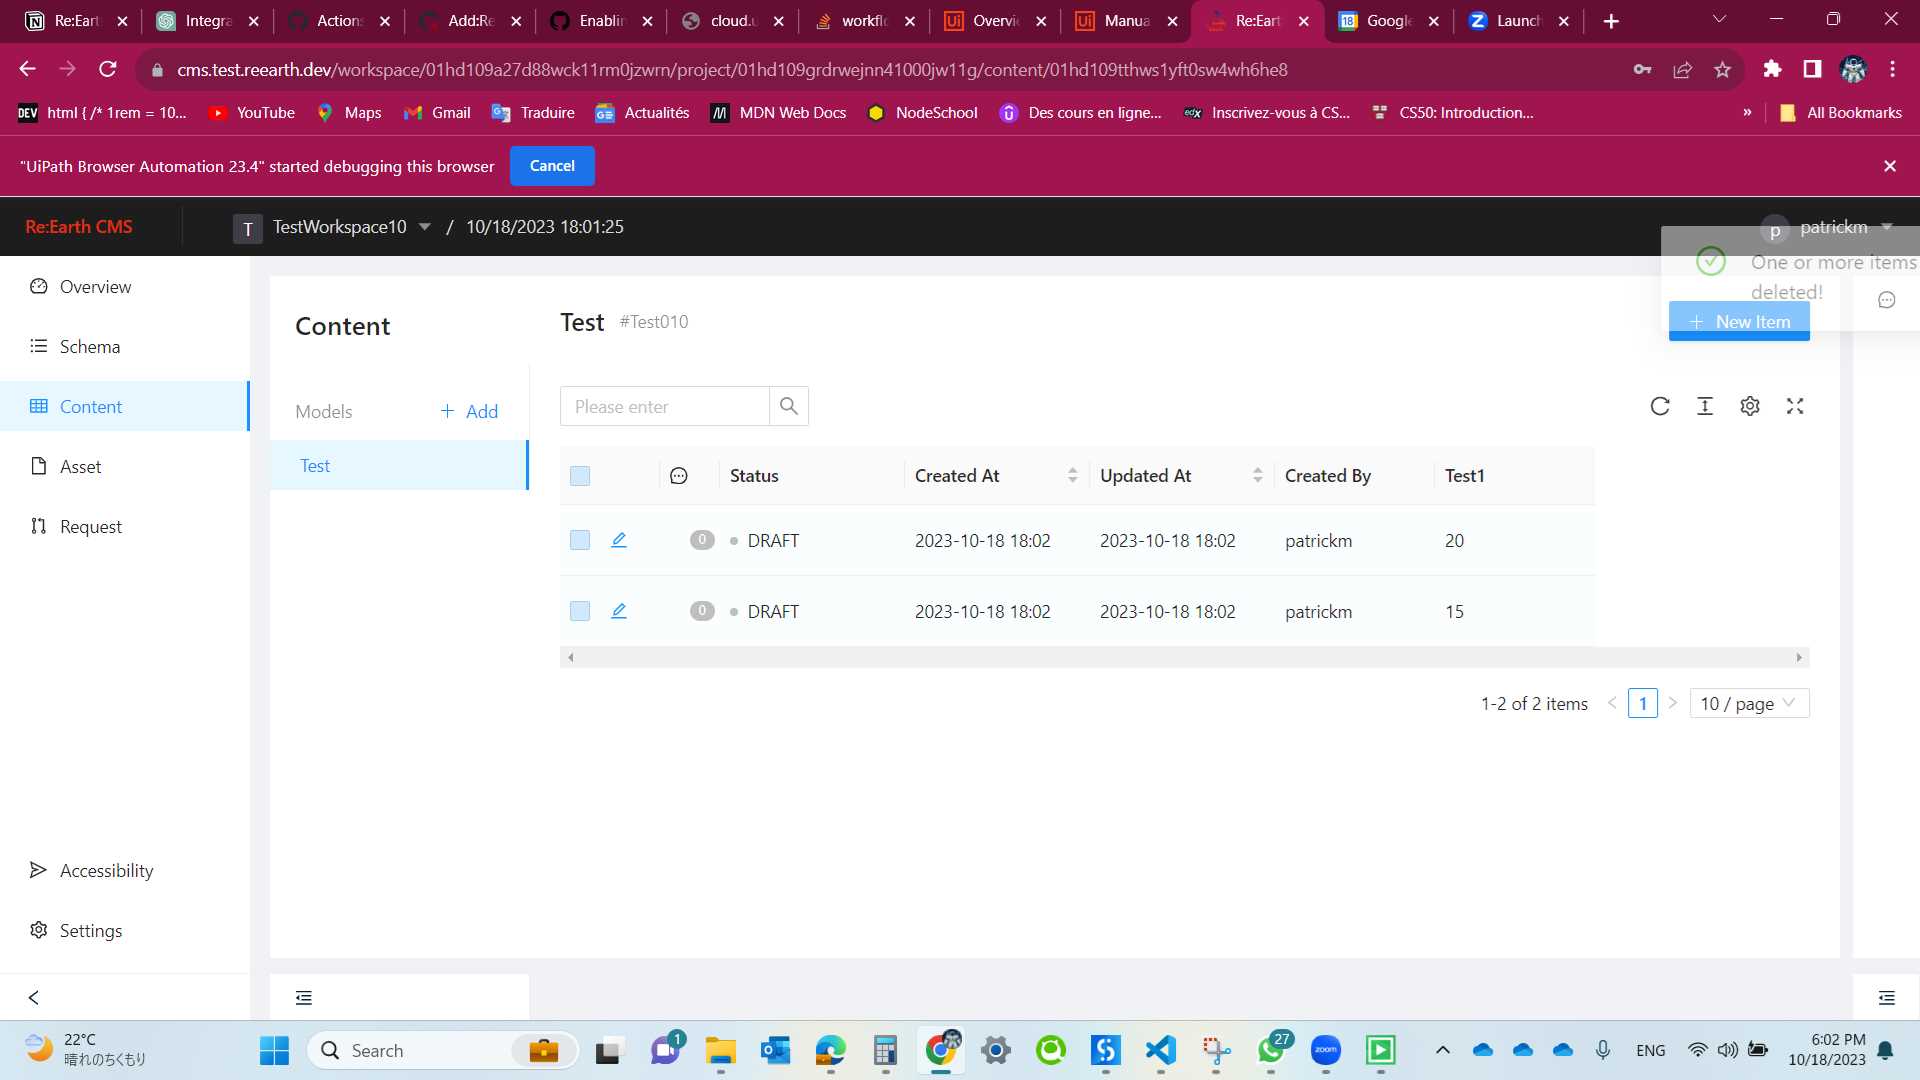 Re:Eart
Integra
Action
Add:Re
Enablin
cloud.u
workfl
Overvi
Manua
Re:Eart
Google
Launch
cms.test.reearth.dev/workspace/01hd109a27d88wck11rm0jzwrn/project/01hd109grdrwejnn41000jw11g/content/01hd109tthws1yft0sw4wh6he8
DEV html { /* 1rem = 10...
YouTube
Maps
Gmail
Traduire
Actualités
MDN Web Docs
NodeSchool
Des cours en ligne...
edX Inscrivez-vous à CS...
CS50: Introduction...
»
All Bookmarks
"UiPath Browser Automation 23.4" started debugging this browser
Cancel
Re:Earth CMS
T TestWorkspace10 / 10/18/2023 18:01:25
p patrickm
One or more items
deleted!
Overview
Schema
Content
Asset
Request
Accessibility
Settings
Content
Models
+ Add
Test
Test #Test010
+ New Item
Please enter
Status Created At Updated At Created By Test1
0 DRAFT 2023-10-18 18:02 2023-10-18 18:02 patrickm 20
0 DRAFT 2023-10-18 18:02 2023-10-18 18:02 patrickm 15
1-2 of 2 items < 1 > 10 / page
22°C
晴れのちくもり
Search
1
27
zoom
ENG
6:02 PM
10/18/2023